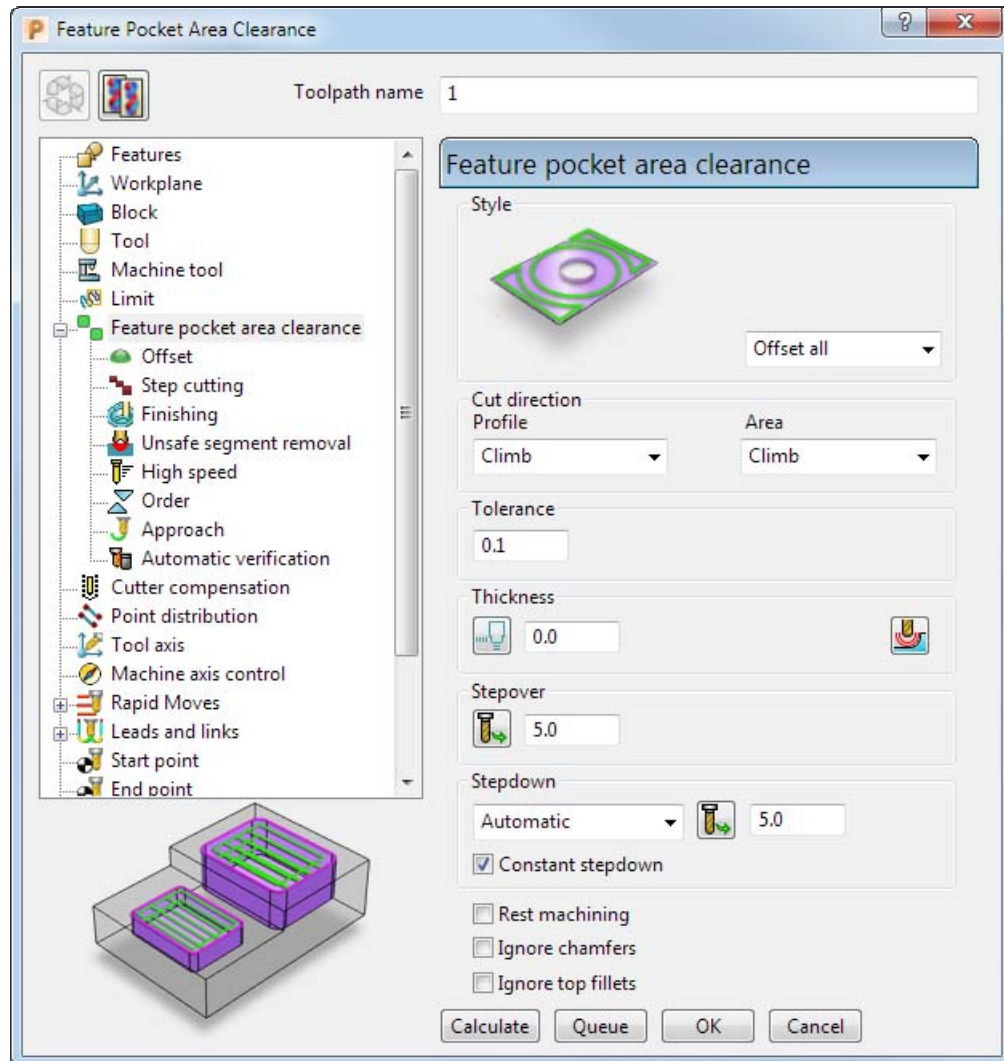 Feature Pocket Area Clearance
Toolpath name 1
Features
Workplane
Block
Tool
Machine tool
Limit
Feature pocket area clearance
Offset
Step cutting
Finishing
Unsafe segment removal
High speed
Order
Approach
Automatic verification
Cutter compensation
Point distribution
Tool axis
Machine axis control
Rapid Moves
Leads and links
Start point
End point
Feature pocket area clearance
Style
Offset all
Cut direction
Profile Area
Climb Climb
Tolerance
0.1
Thickness
0.0
Stepover
5.0
Stepdown
Automatic 5.0
Constant stepdown
Rest machining
Ignore chamfers
Ignore top fillets
Calculate Queue OK Cancel